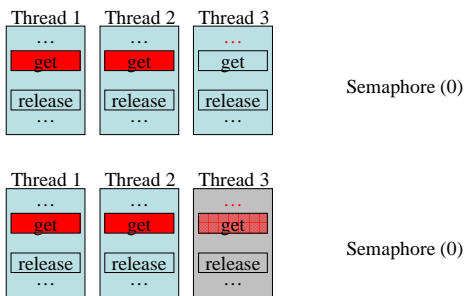 Thread 1 Thread 2 Thread 3
… … …
get get get
Semaphore (0)
release release release
… … …
Thread 1 Thread 2 Thread 3
… … …
get get get
Semaphore (0)
release release release
… … …